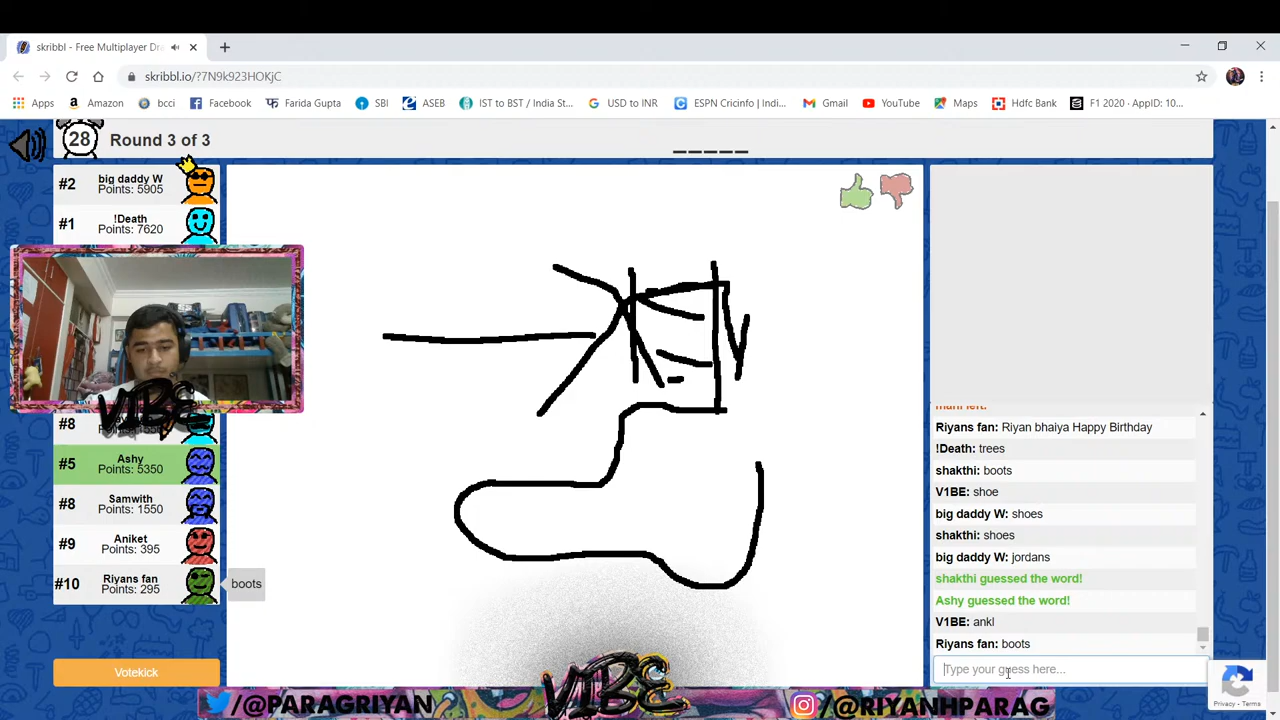 skribbl - Free Multiplayer Dra
skribbl.io/?7N9k923HOKjC
Apps Amazon bcci Facebook Farida Gupta SBI ASEB IST to BST / India St... USD to INR ESPN Cricinfo | Indi... Gmail YouTube Maps Hdfc Bank F1 2020 · AppID: 10...
28 Round 3 of 3 _ _ _ _ _
#2 big daddy W
Points: 5905
#1 !Death
Points: 7620
#8
#5 Ashy
Points: 5350
#8 Samwith
Points: 1550
#9 Aniket
Points: 395
#10 Riyans fan
Points: 295
boots
Votekick
V1BE
Riyans fan: Riyan bhaiya Happy Birthday
!Death: trees
shakthi: boots
V1BE: shoe
big daddy W: shoes
shakthi: shoes
big daddy W: jordans
shakthi guessed the word!
Ashy guessed the word!
V1BE: ankl
Riyans fan: boots
Type your guess here...
Privacy - Terms
/@PARAGRIYAN
V1BE